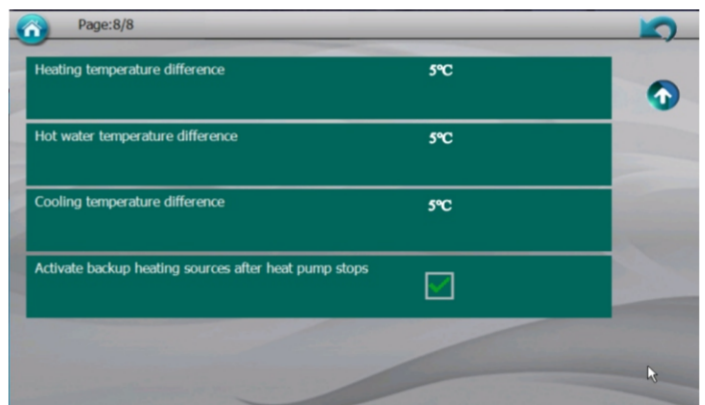 Page:8/8
Heating temperature difference 5℃
Hot water temperature difference 5℃
Cooling temperature difference 5℃
Activate backup heating sources after heat pump stops